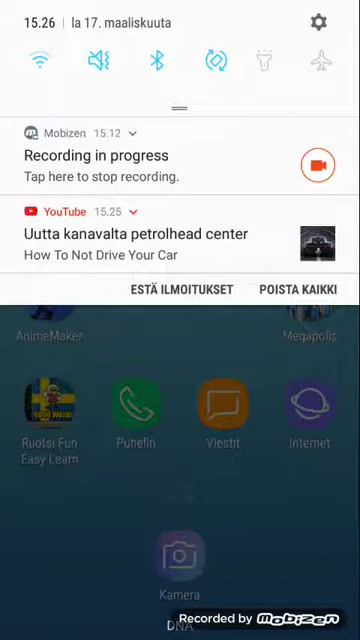 15.26 | la 17. maaliskuuta
Mobizen 15.12
Recording in progress
Tap here to stop recording.
YouTube 15.25
Uutta kanavalta petrolhead center
How To Not Drive Your Car
ESTÄ ILMOITUKSET POISTA KAIKKI
AnimeMaker Megapolis
6000 Words
Ruotsi Fun Easy Learn
Puhelin
Viestit
Internet
Kamera
DNA
Recorded by Mobizen